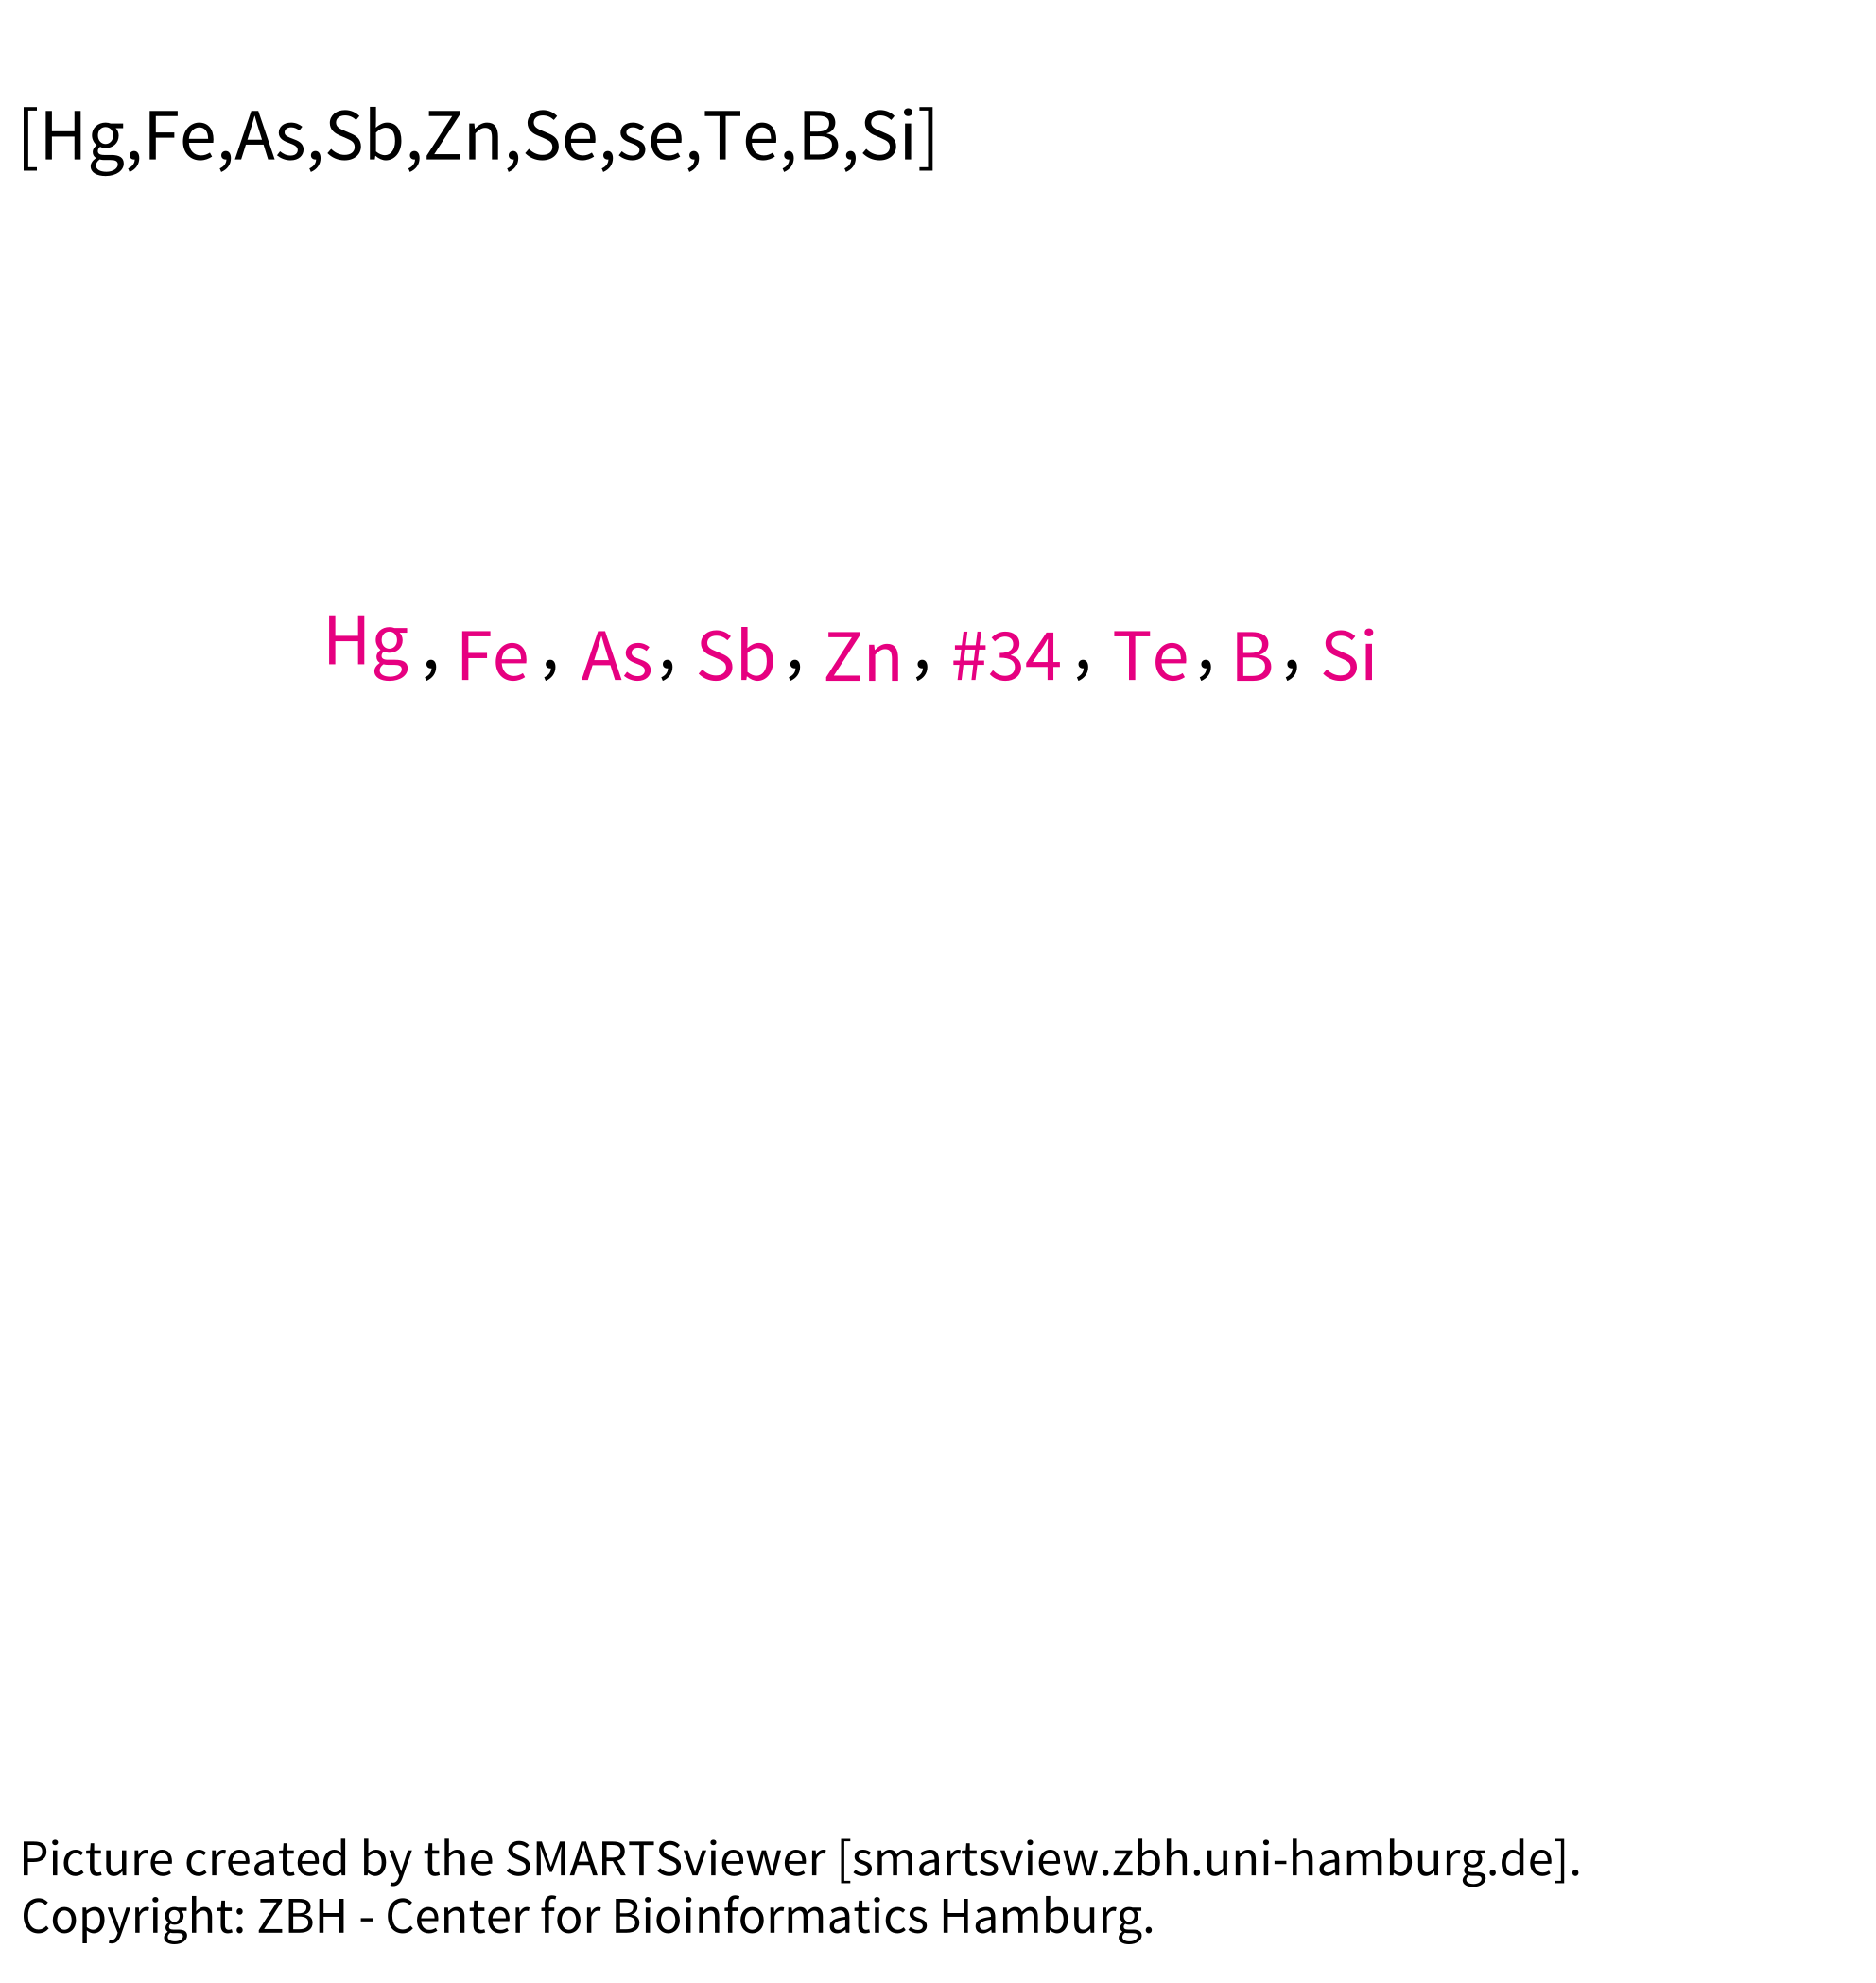 [Hg,Fe,As,Sb,Zn,Se,se,Te,B,Si]
Hg , Fe , As , Sb , Zn , #34 , Te , B , Si
Picture created by the SMARTSviewer [smartsview.zbh.uni-hamburg.de].
Copyright: ZBH - Center for Bioinformatics Hamburg.